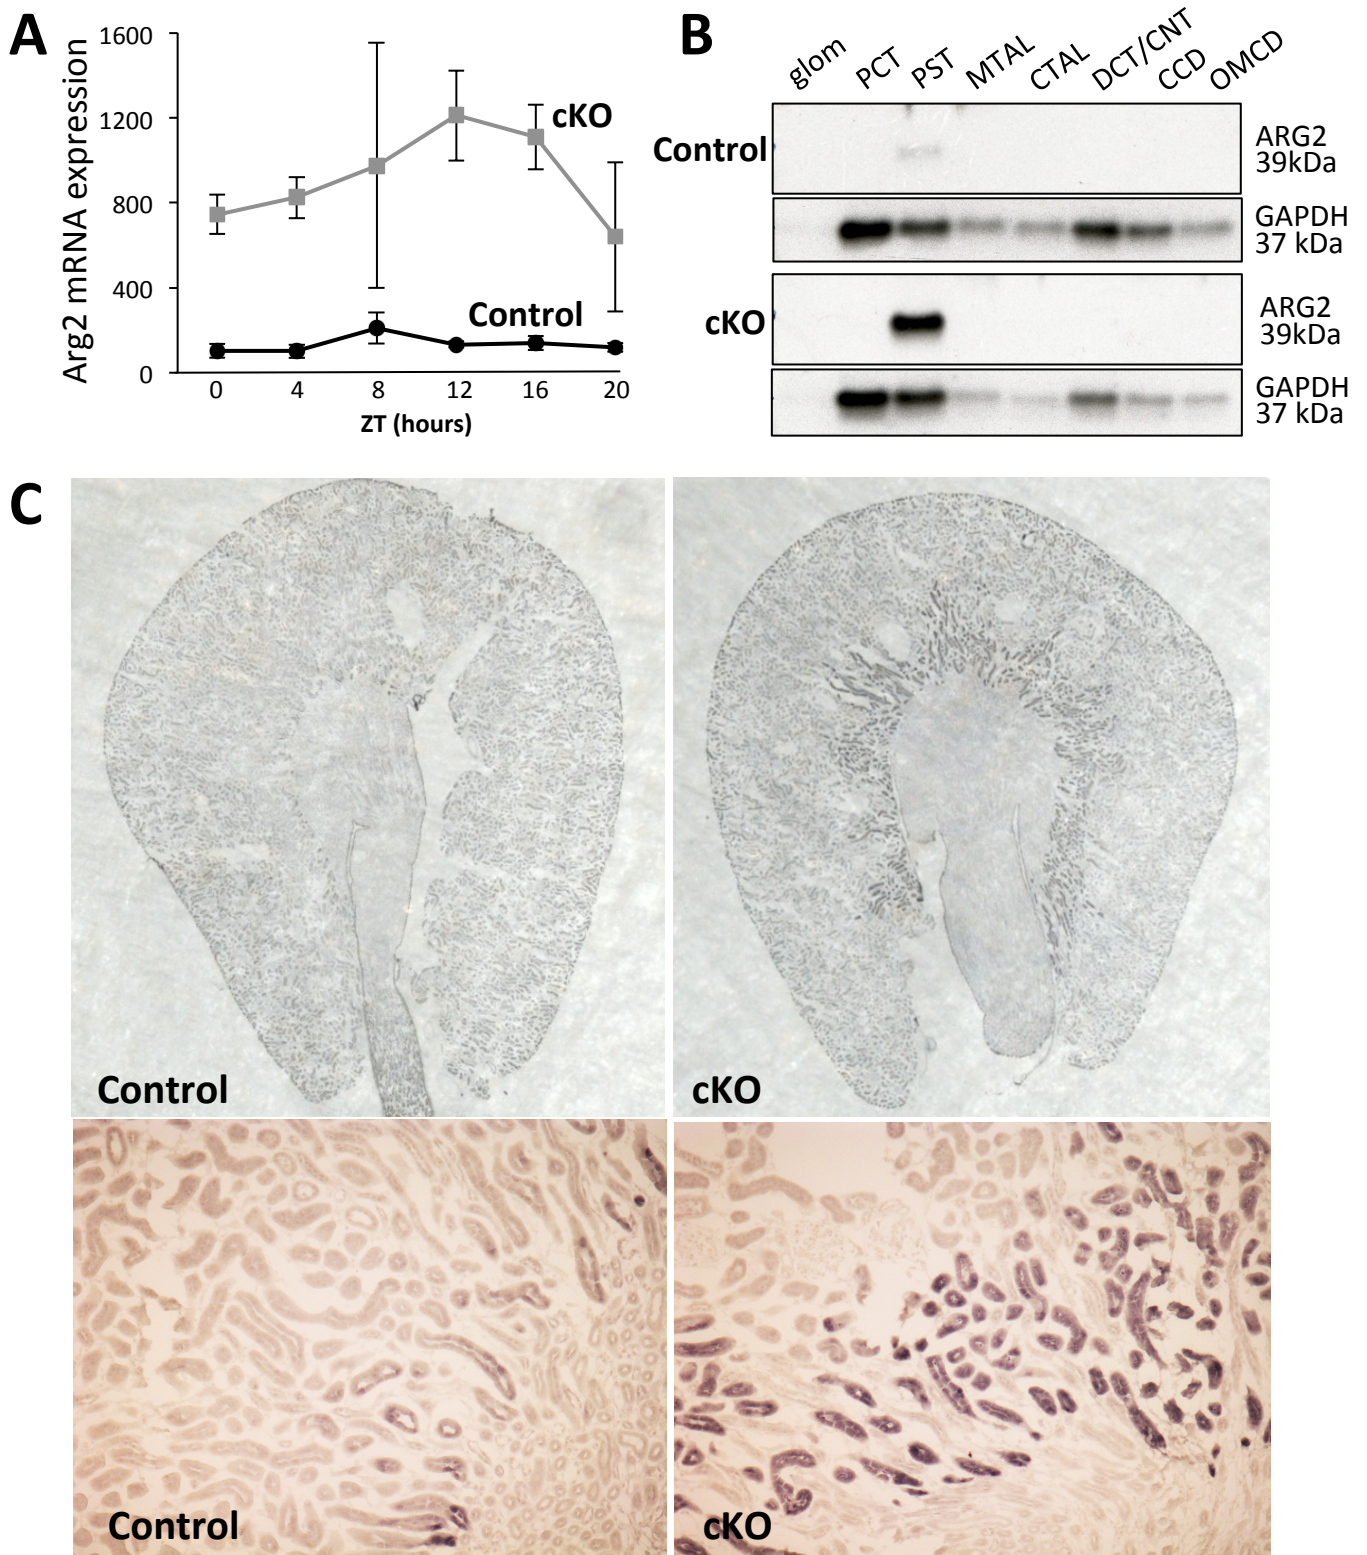 A
Arg2 mRNA expression
1600
1200
800
400
0
cKO
Control
0 4 8 12 16 20
ZT (hours)
B
glom PCT PST MTAL CTAL DCT/CNT CCD OMCD
Control
ARG2
39kDa
GAPDH
37 kDa
cKO
ARG2
39kDa
GAPDH
37 kDa
C
Control
cKO
Control
cKO